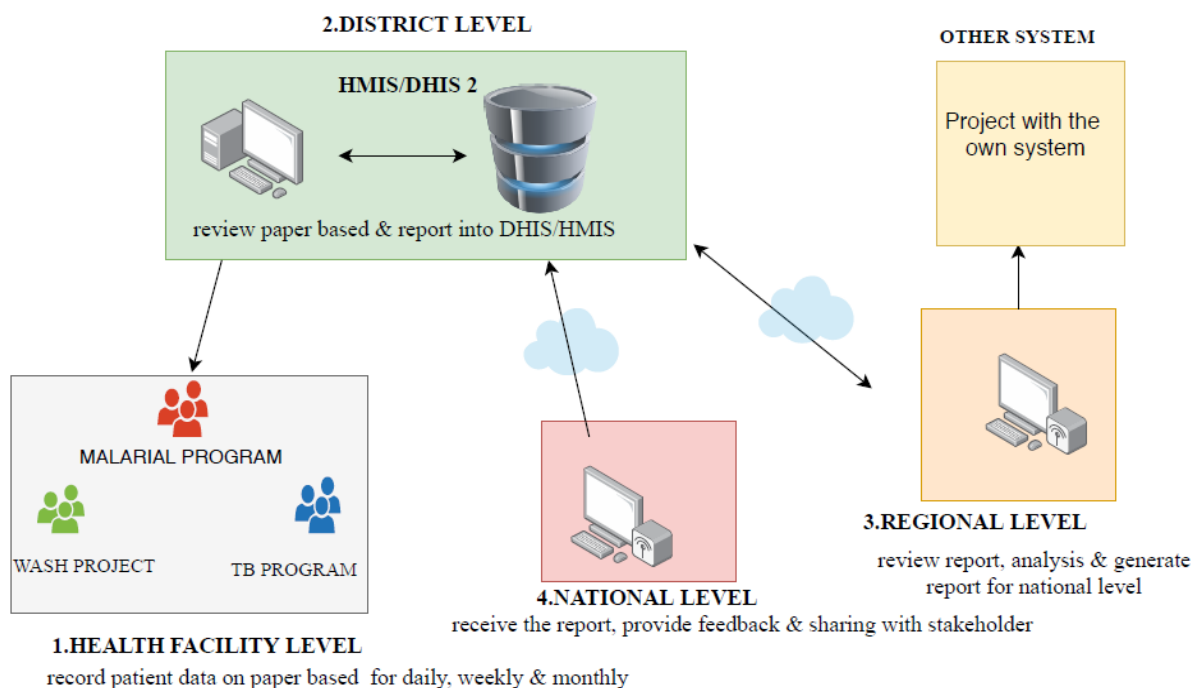 2.DISTRICT LEVEL
HMIS/DHIS 2
review paper based & report into DHIS/HMIS
OTHER SYSTEM
Project with the
own system
MALARIAL PROGRAM
WASH PROJECT
TB PROGRAM
1.HEALTH FACILITY LEVEL
record patient data on paper based for daily, weekly & monthly
3.REGIONAL LEVEL
review report, analysis & generate
report for national level
4.NATIONAL LEVEL
receive the report, provide feedback & sharing with stakeholder